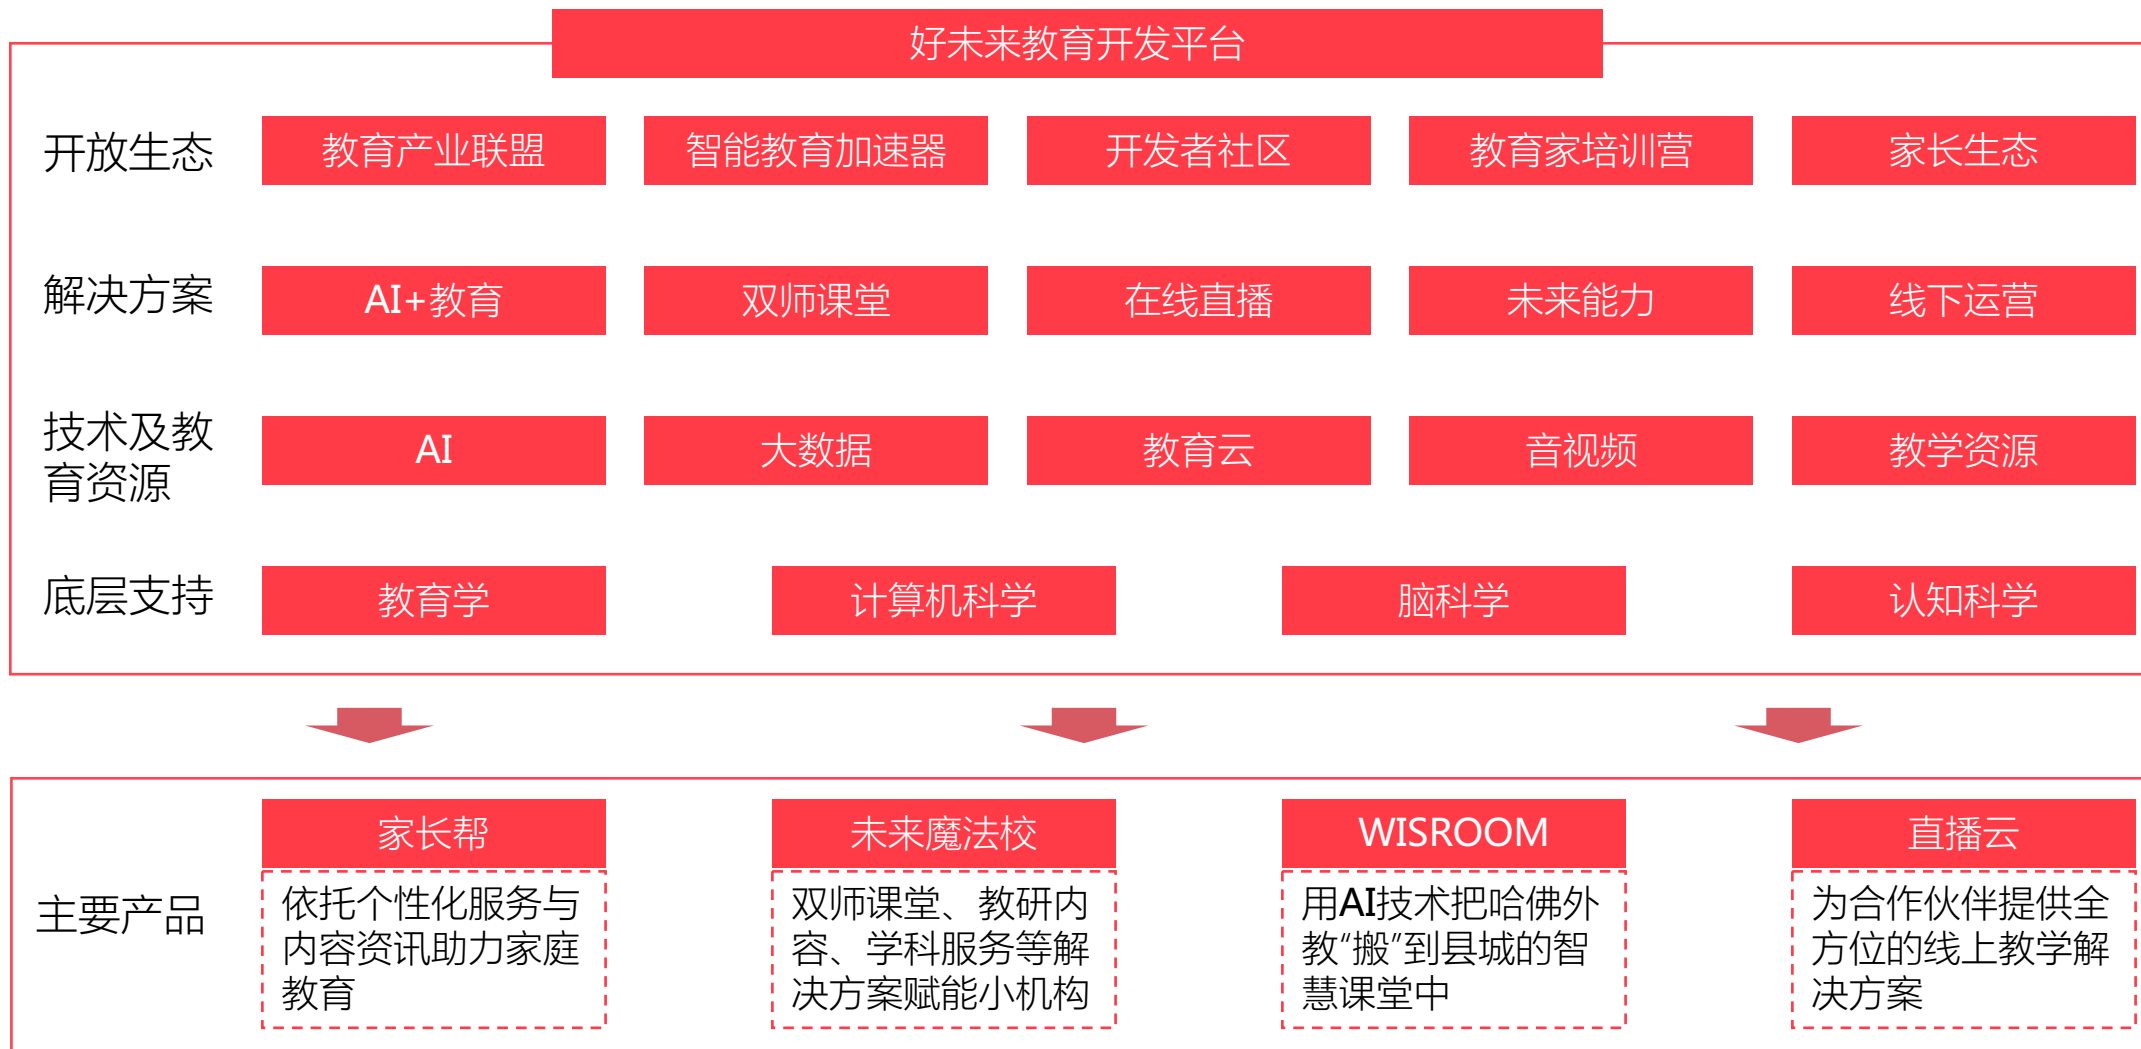 好未来教育开发平台
开放生态
教育产业联盟
智能教育加速器
开发者社区
教育家培训营
家长生态
解决方案
AI+教育
双师课堂
在线直播
未来能力
线下运营
技术及教
育资源
AI
大数据
教育云
音视频
教学资源
底层支持
教育学
计算机科学
脑科学
认知科学
主要产品
家长帮
依托个性化服务与
内容资讯助力家庭
教育
未来魔法校
双师课堂、教研内
容、学科服务等解
决方案赋能小机构
WISROOM
用AI技术把哈佛外
教“搬”到县城的智
慧课堂中
直播云
为合作伙伴提供全
方位的线上教学解
决方案